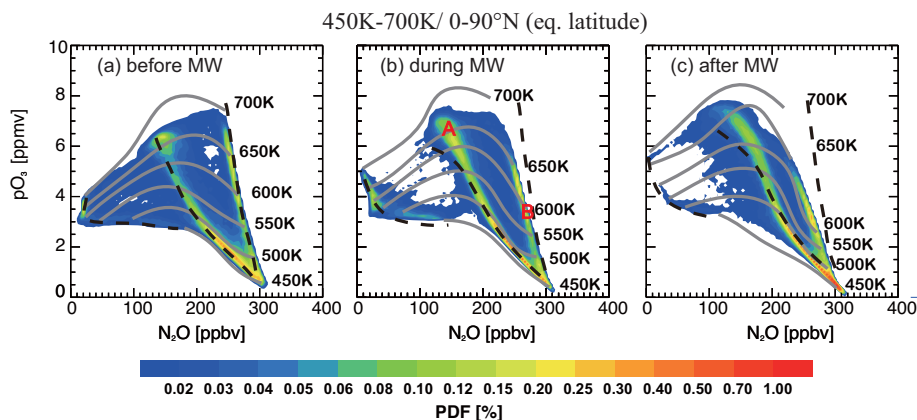 450K-700K/ 0-90°N (eq. latitude)
(a) before MW
(b) during MW
(c) after MW
pO₃ [ppmv]
10
8
6
4
2
0
700K
650K
600K
550K
500K
450K
700K
650K
600K
550K
500K
450K
700K
650K
600K
550K
500K
450K
A
B
0 100 200 300 400
0 100 200 300 400
0 100 200 300 400
N₂O [ppbv]
N₂O [ppbv]
N₂O [ppbv]
0.02 0.03 0.04 0.05 0.06 0.08 0.10 0.12 0.15 0.20 0.25 0.30 0.40 0.50 0.70 1.00
PDF [%]